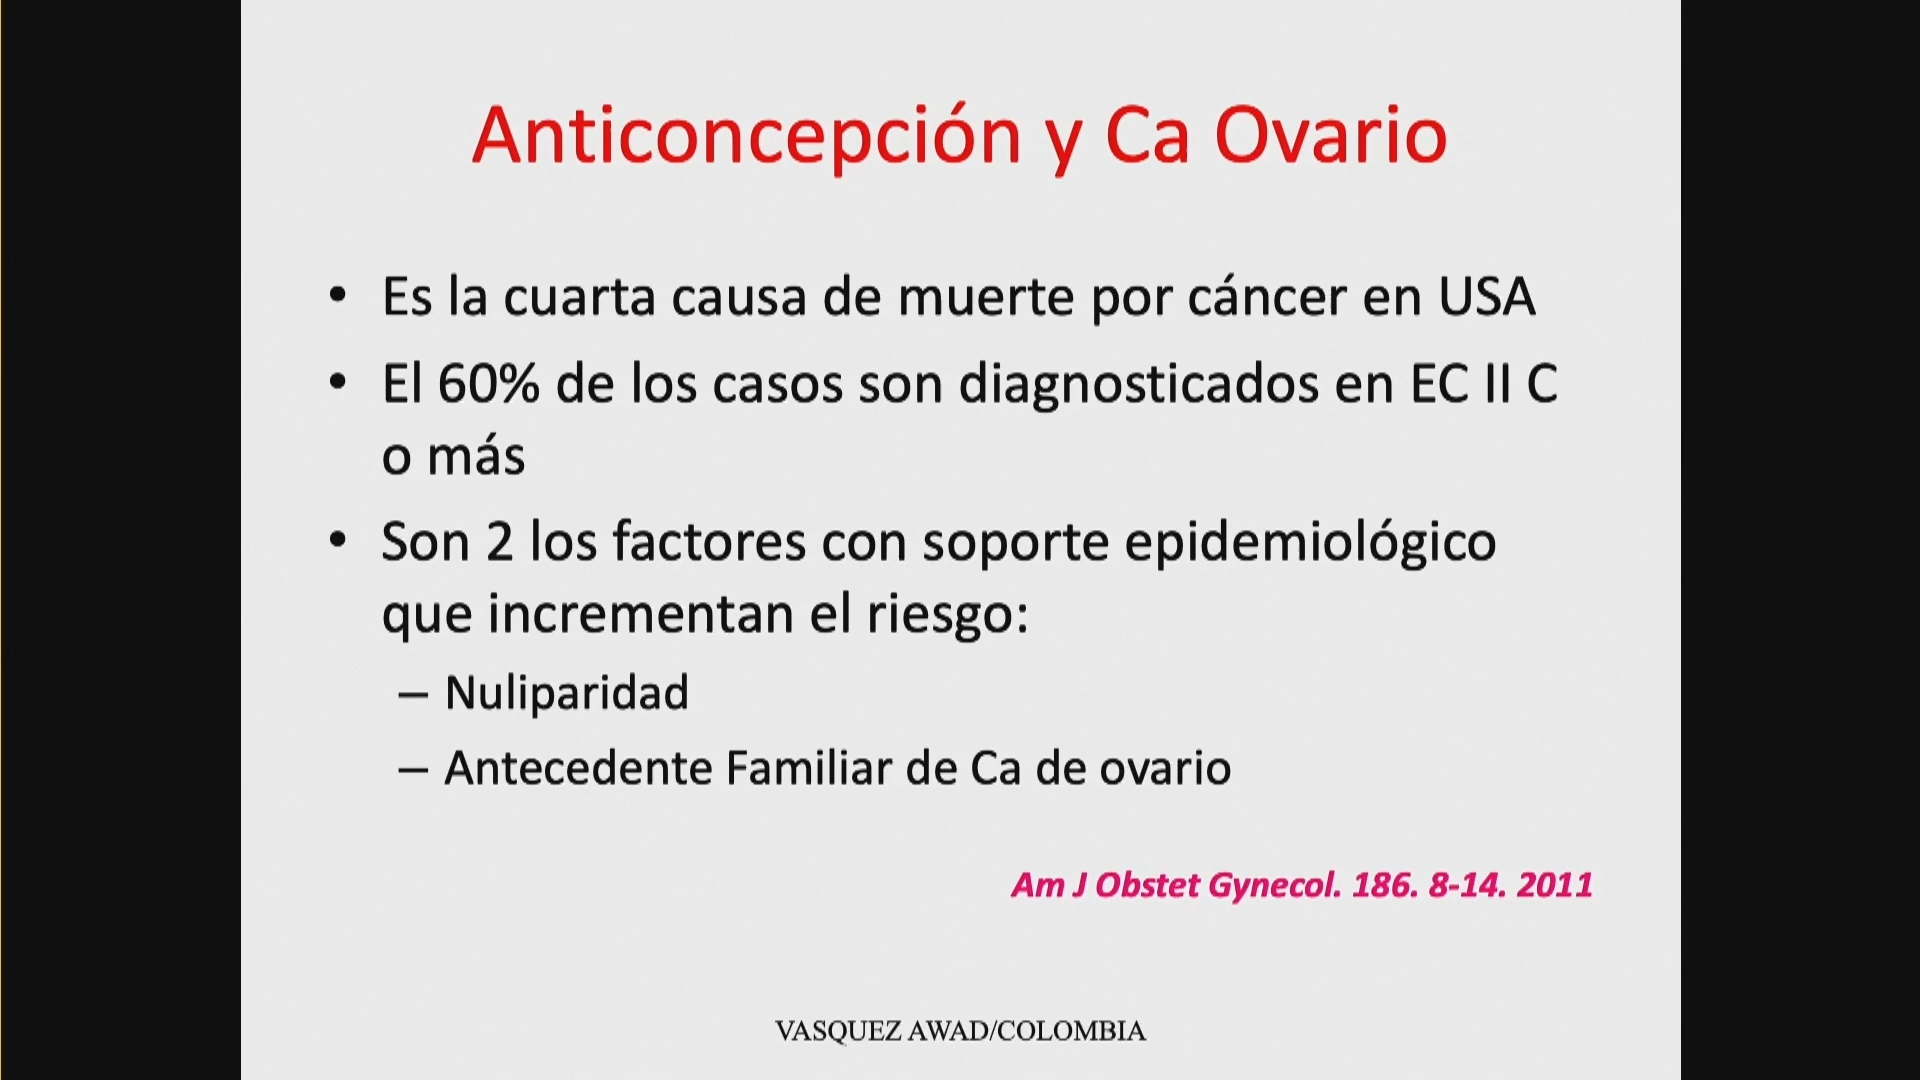 Anticoncepción y Ca Ovario
• Es la cuarta causa de muerte por cáncer en USA
• El 60% de los casos son diagnosticados en EC II C
o más
• Son 2 los factores con soporte epidemiológico
que incrementan el riesgo:
– Nuliparidad
– Antecedente Familiar de Ca de ovario
Am J Obstet Gynecol. 186. 8-14. 2011
VASQUEZ AWAD/COLOMBIA